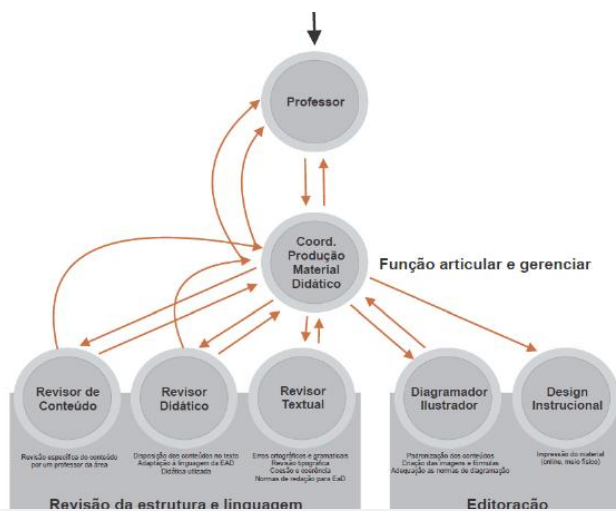 Professor
Coord.
Produção
Material
Didático
Função articular e gerenciar
Revisor de
Conteúdo
Revisor
Didático
Revisor
Textual
Diagramador
Ilustrador
Design
Instrucional
Revisão específica do conteúdo
por um professor da área
Disposição dos conteúdos no texto
Adaptação à linguagem da EAD
Didática utilizada
Erros ortográficos e gramaticais
Revisão tipográfica
Coesão e coerência
Normas de redação para EaD
Padronização dos conteúdos
Criação das imagens e fórmulas
Adequação as normas de diagramação
Impressão do material
(online, meio físico)
Revisão da estrutura e linguagem
Editoração